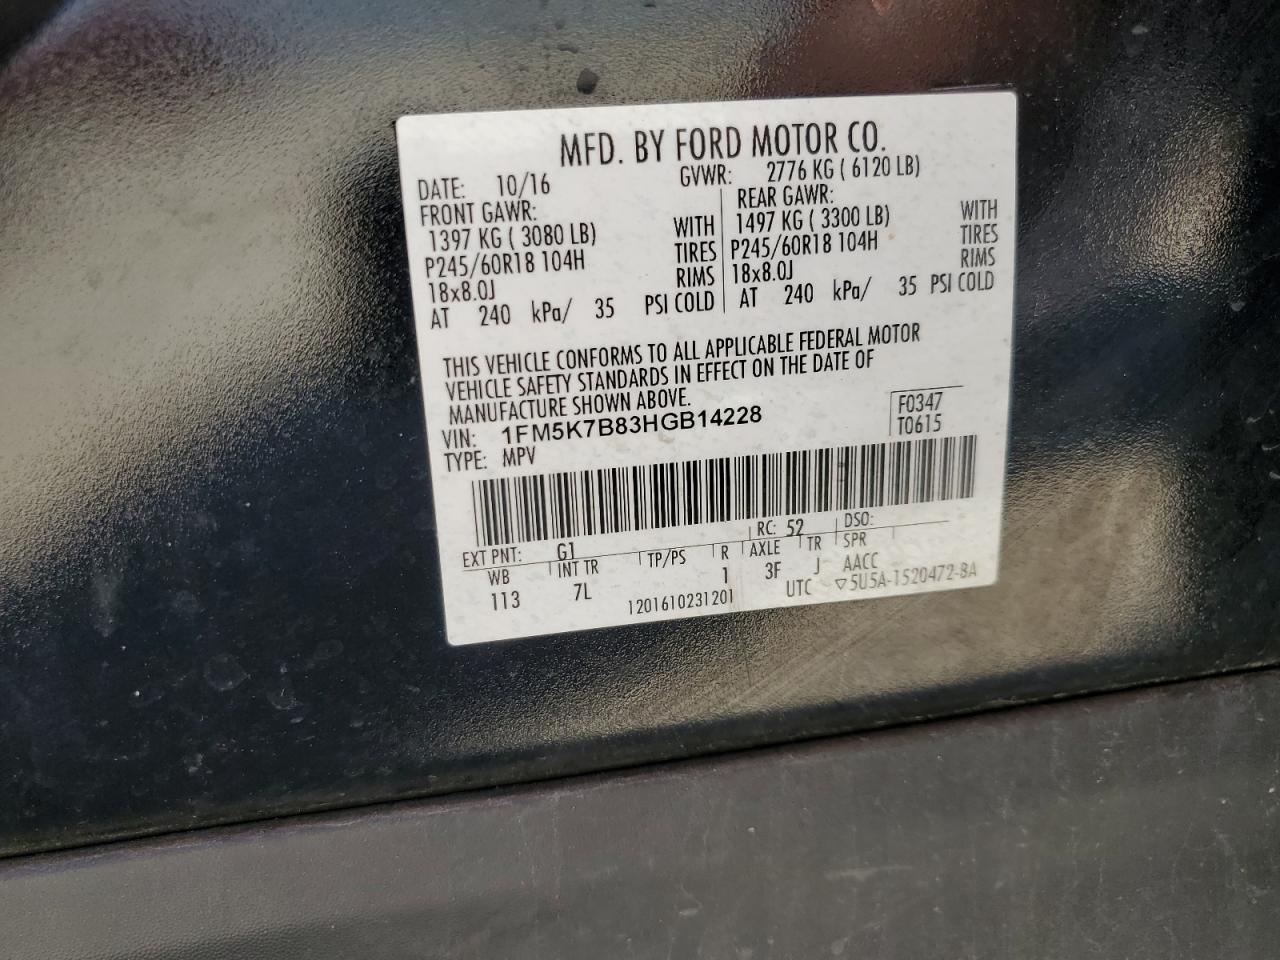 MFD. BY FORD MOTOR CO.
DATE: 10/16 GVWR: 2776 KG ( 6120 LB)
FRONT GAWR: REAR GAWR:
1397 KG ( 3080 LB) WITH 1497 KG ( 3300 LB) WITH
P245/60R18 104H TIRES P245/60R18 104H TIRES
18x8.0J RIMS 18x8.0J RIMS
AT 240 kPa/ 35 PSI COLD AT 240 kPa/ 35 PSI COLD
THIS VEHICLE CONFORMS TO ALL APPLICABLE FEDERAL MOTOR
VEHICLE SAFETY STANDARDS IN EFFECT ON THE DATE OF
MANUFACTURE SHOWN ABOVE.
VIN: 1FM5K7B83HGB14228 F0347
TYPE: MPV T0615
EXT PNT: G1 RC: 52 DSO:
WB INT TR TP/PS R AXLE TR SPR
113 7L 1 3F J AACC
1201610231201 UTC ▽5U5A-1520472-BA